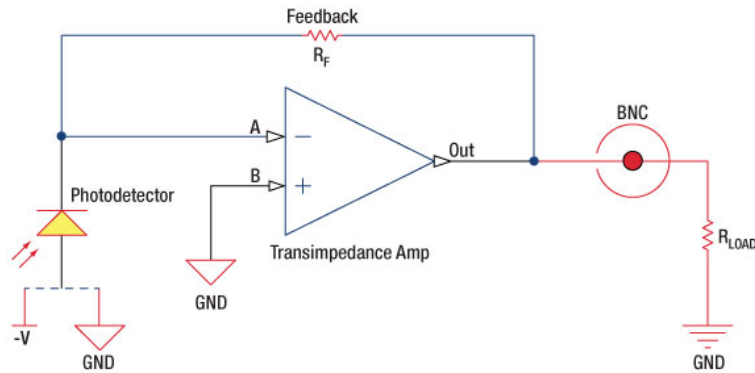 Feedback
R_F
BNC
A
−
Out
B
+
Photodetector
R_LOAD
Transimpedance Amp
GND
-V
GND
GND